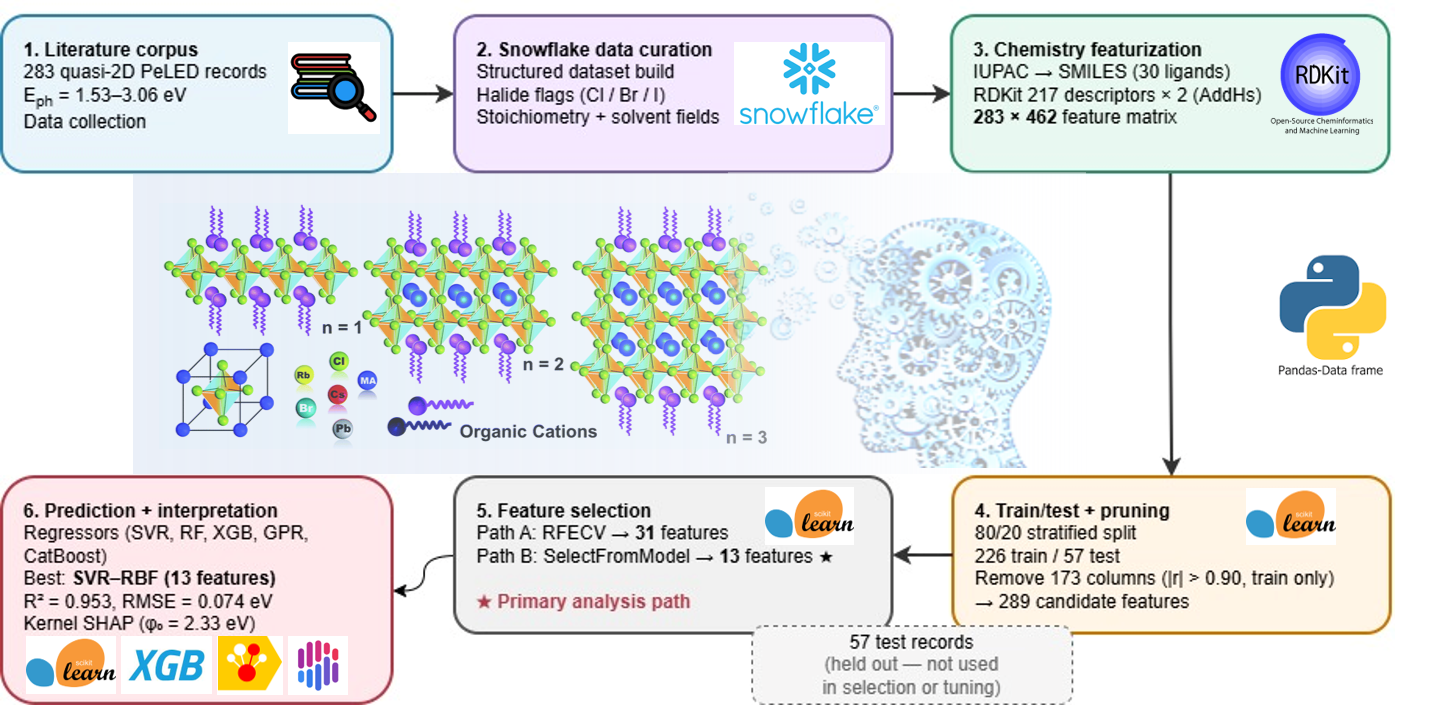 1. Literature corpus
283 quasi-2D PeLED records
Eph = 1.53–3.06 eV
Data collection
2. Snowflake data curation
Structured dataset build
Halide flags (Cl / Br / I)
Stoichiometry + solvent fields
snowflake®
3. Chemistry featurization
IUPAC → SMILES (30 ligands)
RDKit 217 descriptors × 2 (AddHs)
283 × 462 feature matrix
RDKit
Open-Source Cheminformatics
and Machine Learning
n = 1
n = 2
n = 3
Rb
Cl
MA
Cs
Br
Pb
Organic Cations
Pandas-Data frame
4. Train/test + pruning
80/20 stratified split
226 train / 57 test
Remove 173 columns (|r| > 0.90, train only)
→ 289 candidate features
scikit
learn
5. Feature selection
Path A: RFECV → 31 features
Path B: SelectFromModel → 13 features ★
★ Primary analysis path
scikit
learn
57 test records
(held out — not used
in selection or tuning)
6. Prediction + interpretation
Regressors (SVR, RF, XGB, GPR,
CatBoost)
Best: SVR–RBF (13 features)
R² = 0.953, RMSE = 0.074 eV
Kernel SHAP (φ₀ = 2.33 eV)
scikit
learn
XGB